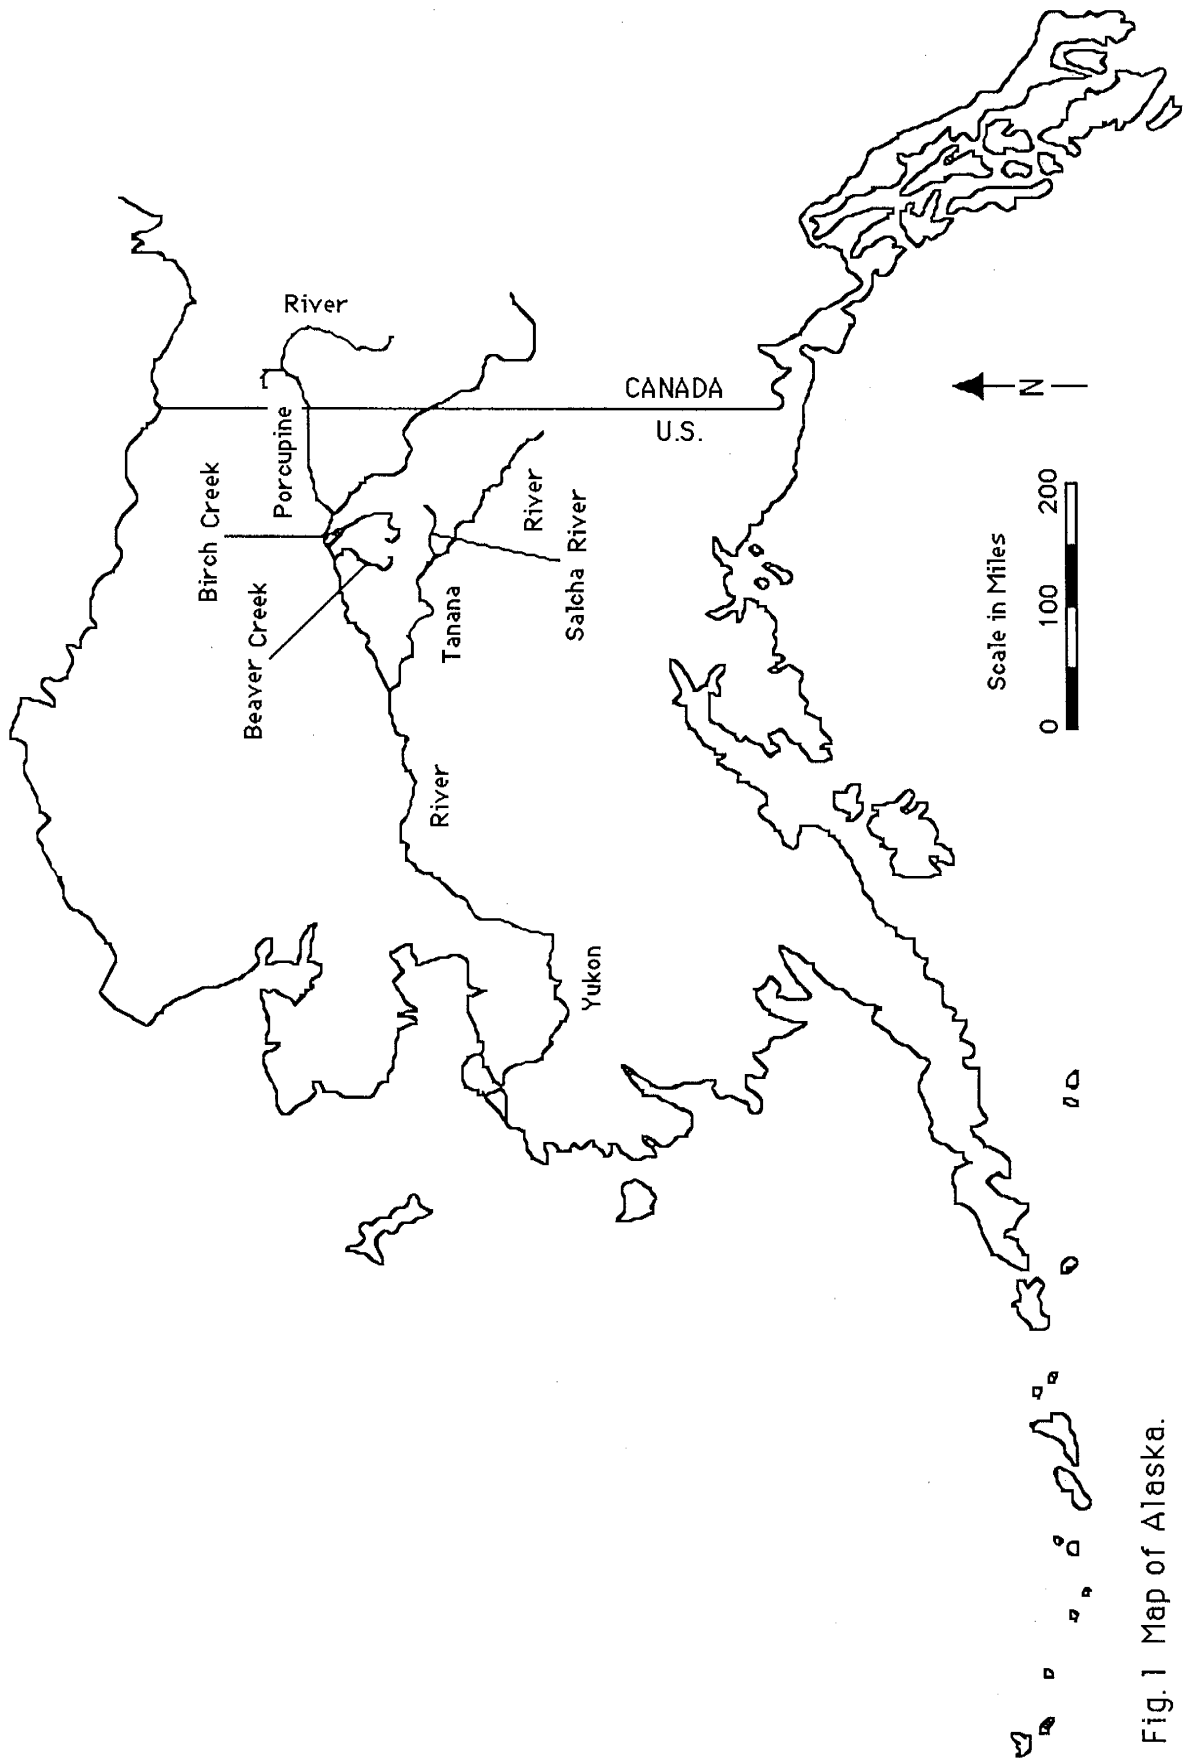 River
Porcupine
Birch Creek
Beaver Creek
CANADA
U.S.
River
Salcha River
Tanana
River
Yukon
N
Scale in Miles
0 100 200
Fig. 1 Map of Alaska.